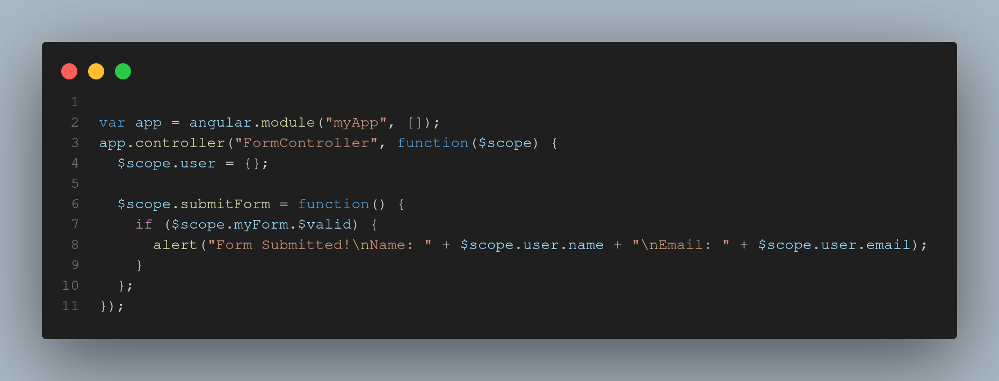 1
2 var app = angular.module("myApp", []);
3 app.controller("FormController", function($scope) {
4   $scope.user = {};
5
6   $scope.submitForm = function() {
7     if ($scope.myForm.$valid) {
8       alert("Form Submitted!\nName: " + $scope.user.name + "\nEmail: " + $scope.user.email);
9     }
10   };
11 });